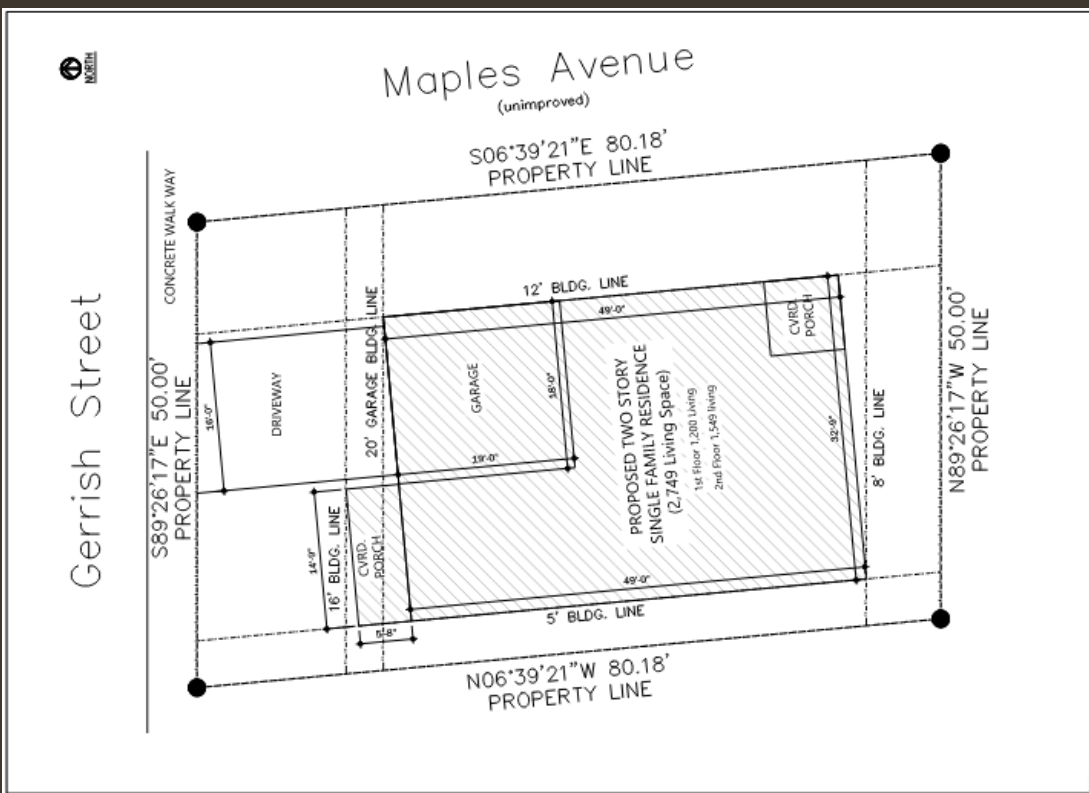 NORTH
Maples Avenue
(unimproved)
S06°39'21"E 80.18'
PROPERTY LINE
Gerrish Street
CONCRETE WALK WAY
S89°26'17"E 50.00'
PROPERTY LINE
16'-0"
DRIVEWAY
20' GARAGE BLDG. LINE
12' BLDG. LINE
49'-0"
GARAGE
18'-0"
19'-0"
CVRD.
PORCH
PROPOSED TWO STORY
SINGLE FAMILY RESIDENCE
(2,749 Living Space)
1st Floor 1,200 Living
2nd Floor 1,549 living
32'-9"
8' BLDG. LINE
N89°26'17"W 50.00'
PROPERTY LINE
14'-9"
16' BLDG. LINE
CVRD.
PORCH
5'-8"
49'-0"
5' BLDG. LINE
N06°39'21"W 80.18'
PROPERTY LINE